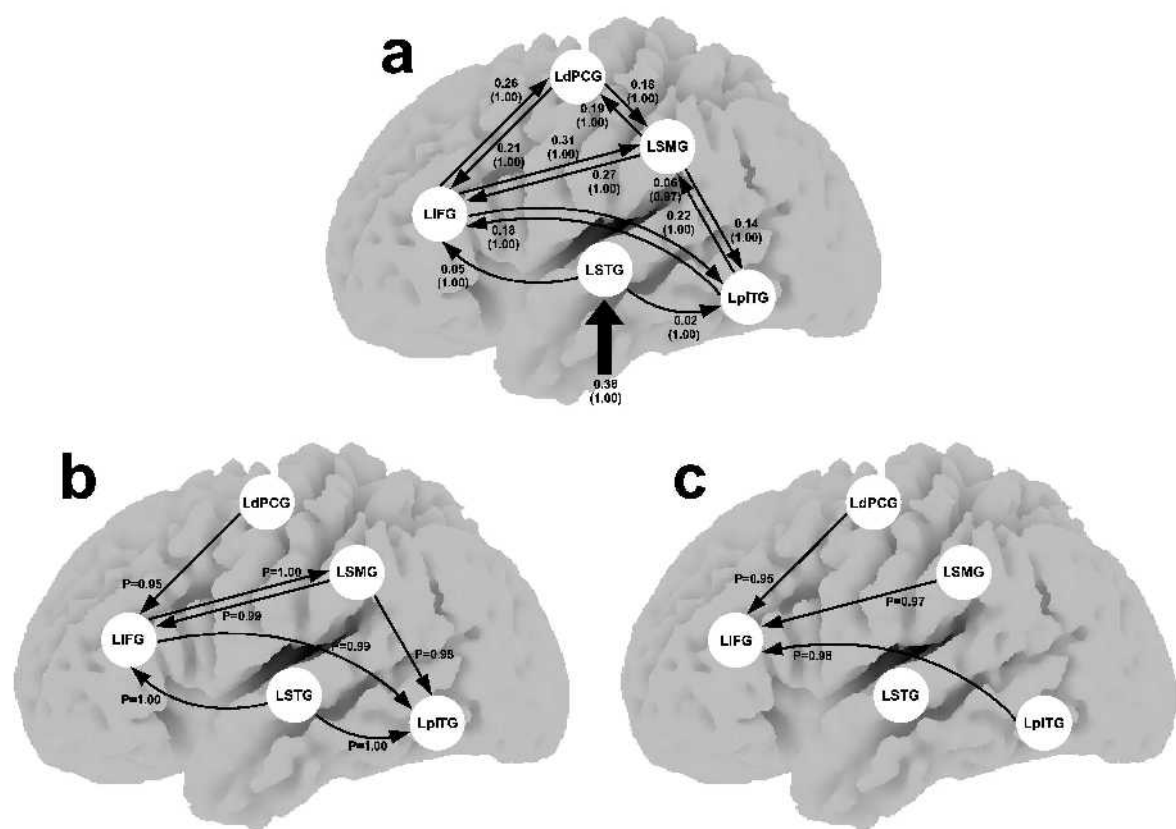 a
LdPCG
0.26
(1.00)
0.18
(1.00)
0.19
(1.00)
0.21
(1.00)
0.31
(1.00)
LSMG
0.27
(1.00)
0.06
(0.97)
LIFG
0.18
(1.00)
0.22
(1.00)
0.14
(1.00)
0.05
(1.00)
LSTG
LpITG
0.02
(1.00)
0.38
(1.00)
b
LdPCG
P=0.95
P=1.00
LSMG
P=0.99
LIFG
P=0.99
P=0.98
P=1.00
LSTG
LpITG
P=1.00
c
LdPCG
P=0.95
LSMG
P=0.97
LIFG
P=0.98
LSTG
LpITG